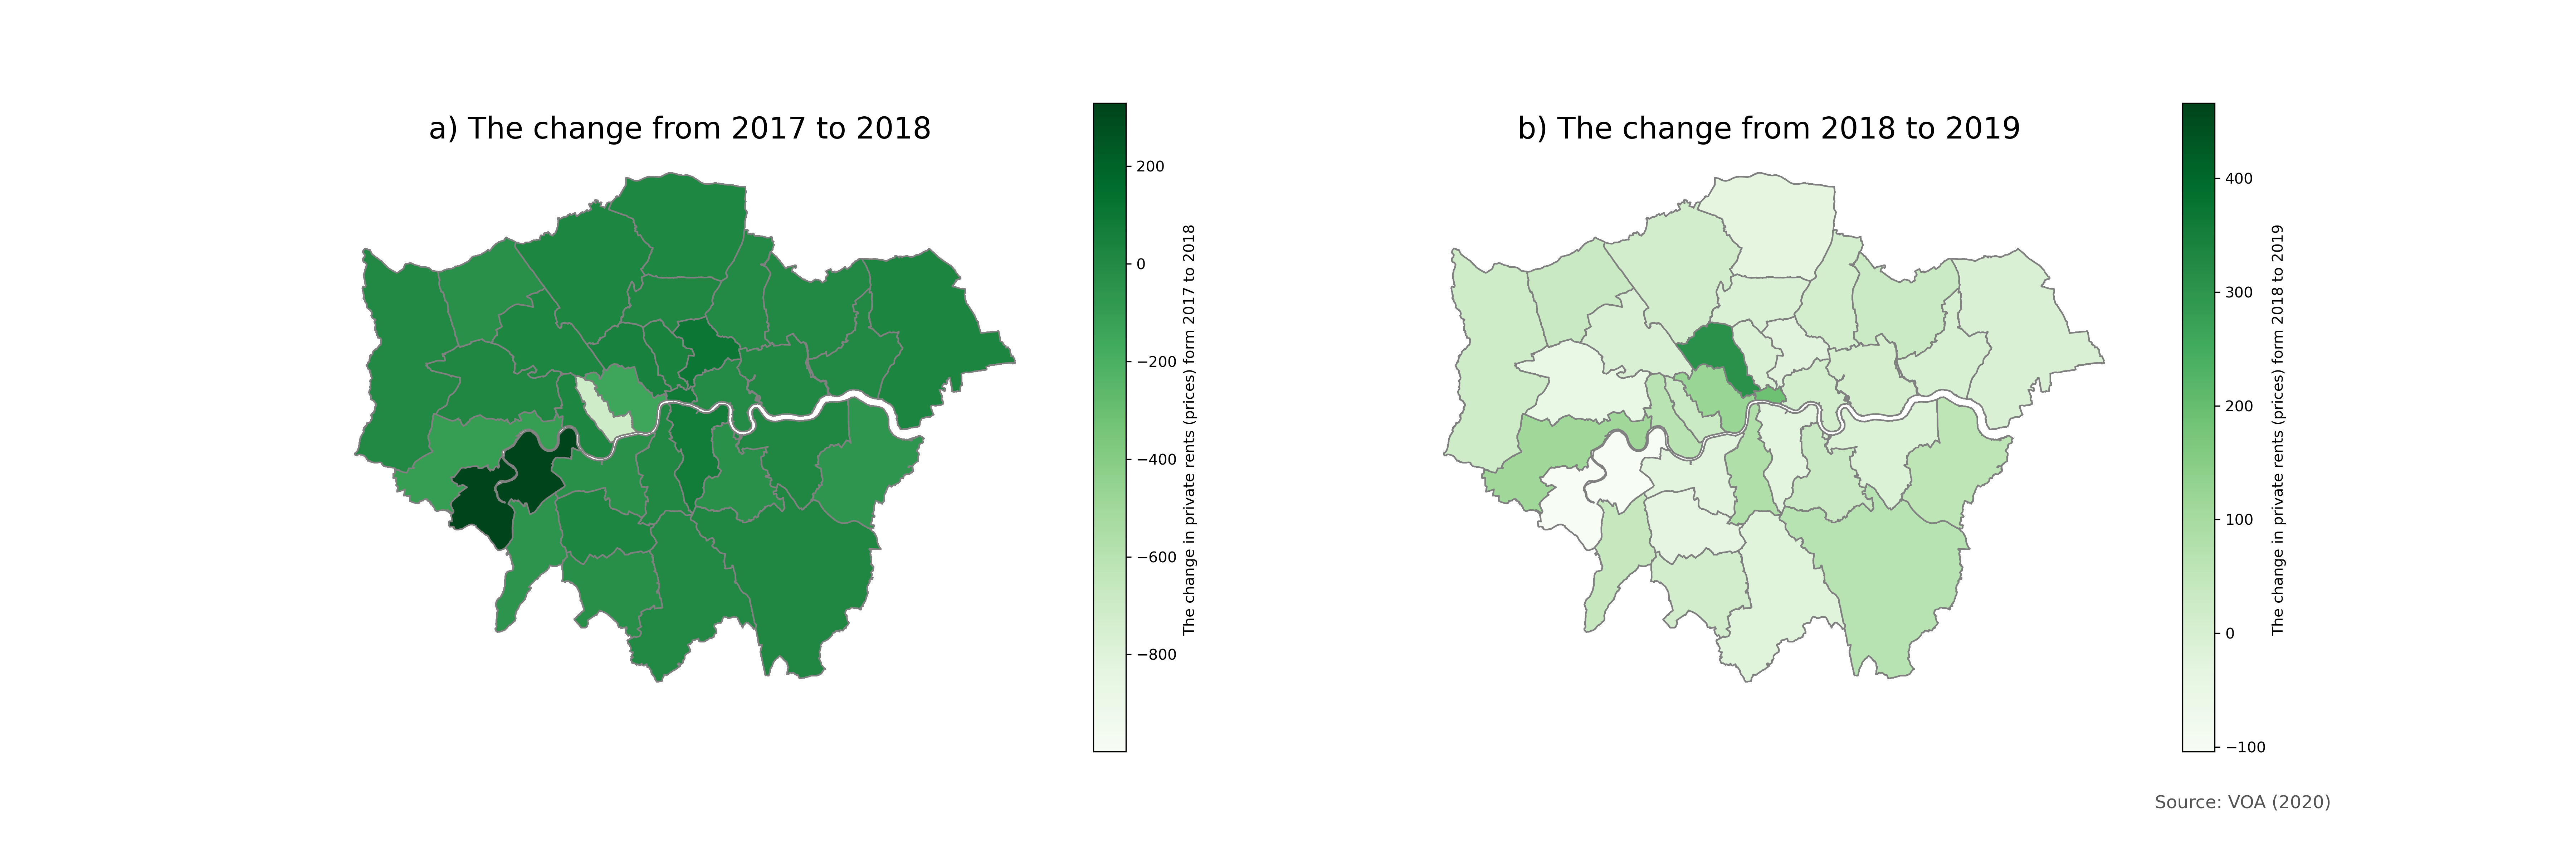 a) The change from 2017 to 2018
200
0
−200
−400
−600
−800
The change in private rents (prices) form 2017 to 2018
b) The change from 2018 to 2019
400
300
200
100
0
−100
The change in private rents (prices) form 2018 to 2019
Source: VOA (2020)